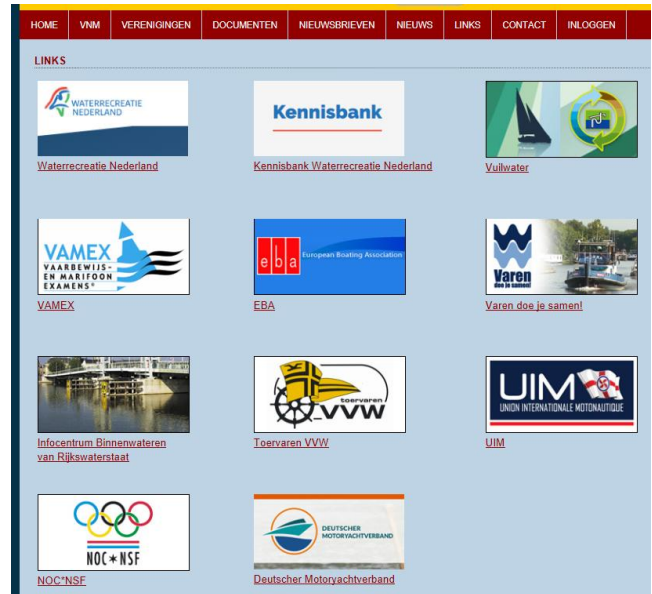 HOME VNM VERENIGINGEN DOCUMENTEN NIEUWSBRIEVEN NIEUWS LINKS CONTACT INLOGGEN
LINKS
WATERRECREATIE
NEDERLAND
Waterrecreatie Nederland
Kennisbank
Kennisbank Waterrecreatie Nederland
Vuilwater
VAMEX
VAARBEWIJS-
EN MARIFOON
EXAMENS*
VAMEX
eba European Boating Association
EBA
Varen
doe je samen!
Varen doe je samen!
Infocentrum Binnenwateren
van Rijkswaterstaat
toervaren
VVW
Toervaren VVW
UIM
UNION INTERNATIONALE MOTONAUTIQUE
UIM
NOC*NSF
NOC*NSF
DEUTSCHER
MOTORYACHTVERBAND
Deutscher Motoryachtverband